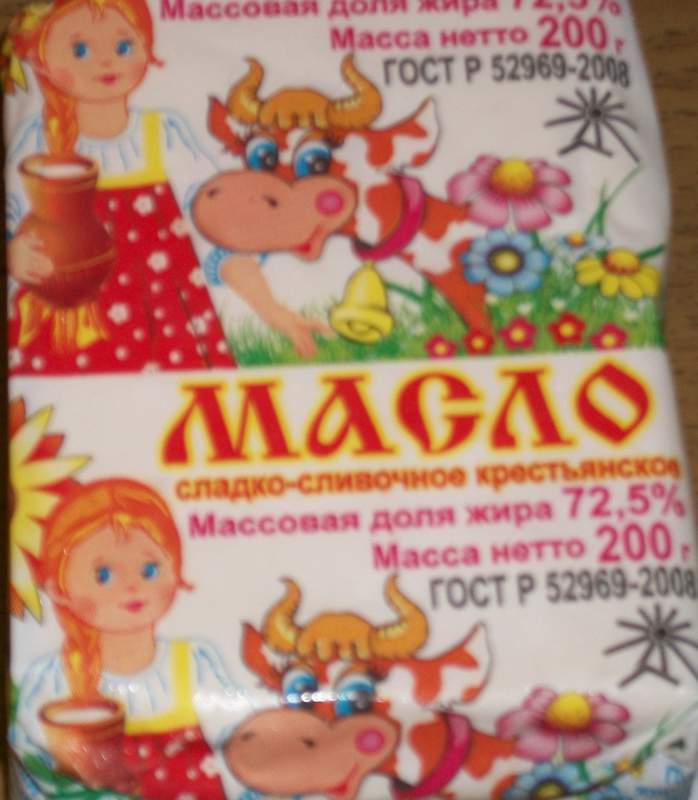 Массовая доля жира 72,5%
Масса нетто 200 г
ГОСТ Р 52969-2008
МАСЛО
сладко-сливочное крестьянское
Массовая доля жира 72,5%
Масса нетто 200 г
ГОСТ Р 52969-2008